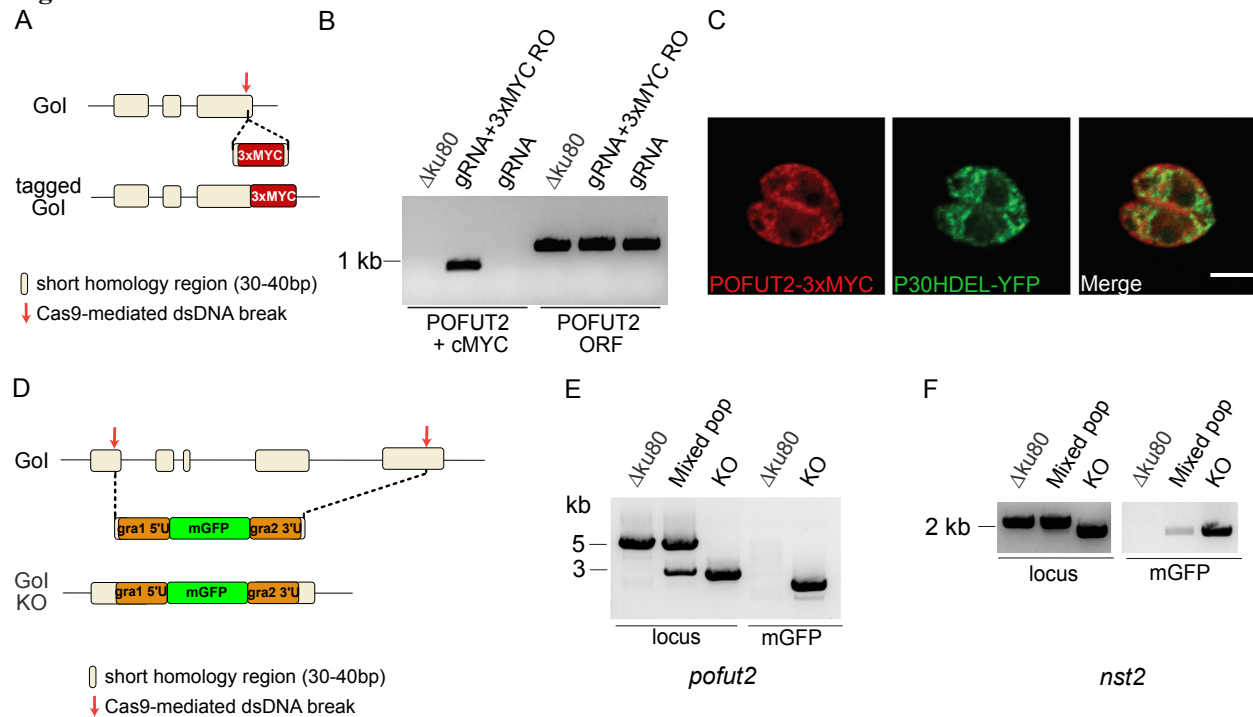 A
GoI
3xMYC
tagged
GoI
3xMYC
short homology region (30-40bp)
Cas9-mediated dsDNA break
B
Δku80
gRNA+3xMYC RO
gRNA
Δku80
gRNA+3xMYC RO
gRNA
1 kb
POFUT2
+ cMYC
POFUT2
ORF
C
POFUT2-3xMYC
P30HDEL-YFP
Merge
D
GoI
gra1 5'U mGFP gra2 3'U
GoI
KO
gra1 5'U mGFP gra2 3'U
short homology region (30-40bp)
Cas9-mediated dsDNA break
E
Δku80
Mixed pop
KO
Δku80
KO
kb
5
3
locus
mGFP
pofut2
F
Δku80
Mixed pop
KO
Δku80
Mixed pop
KO
2 kb
locus
mGFP
nst2